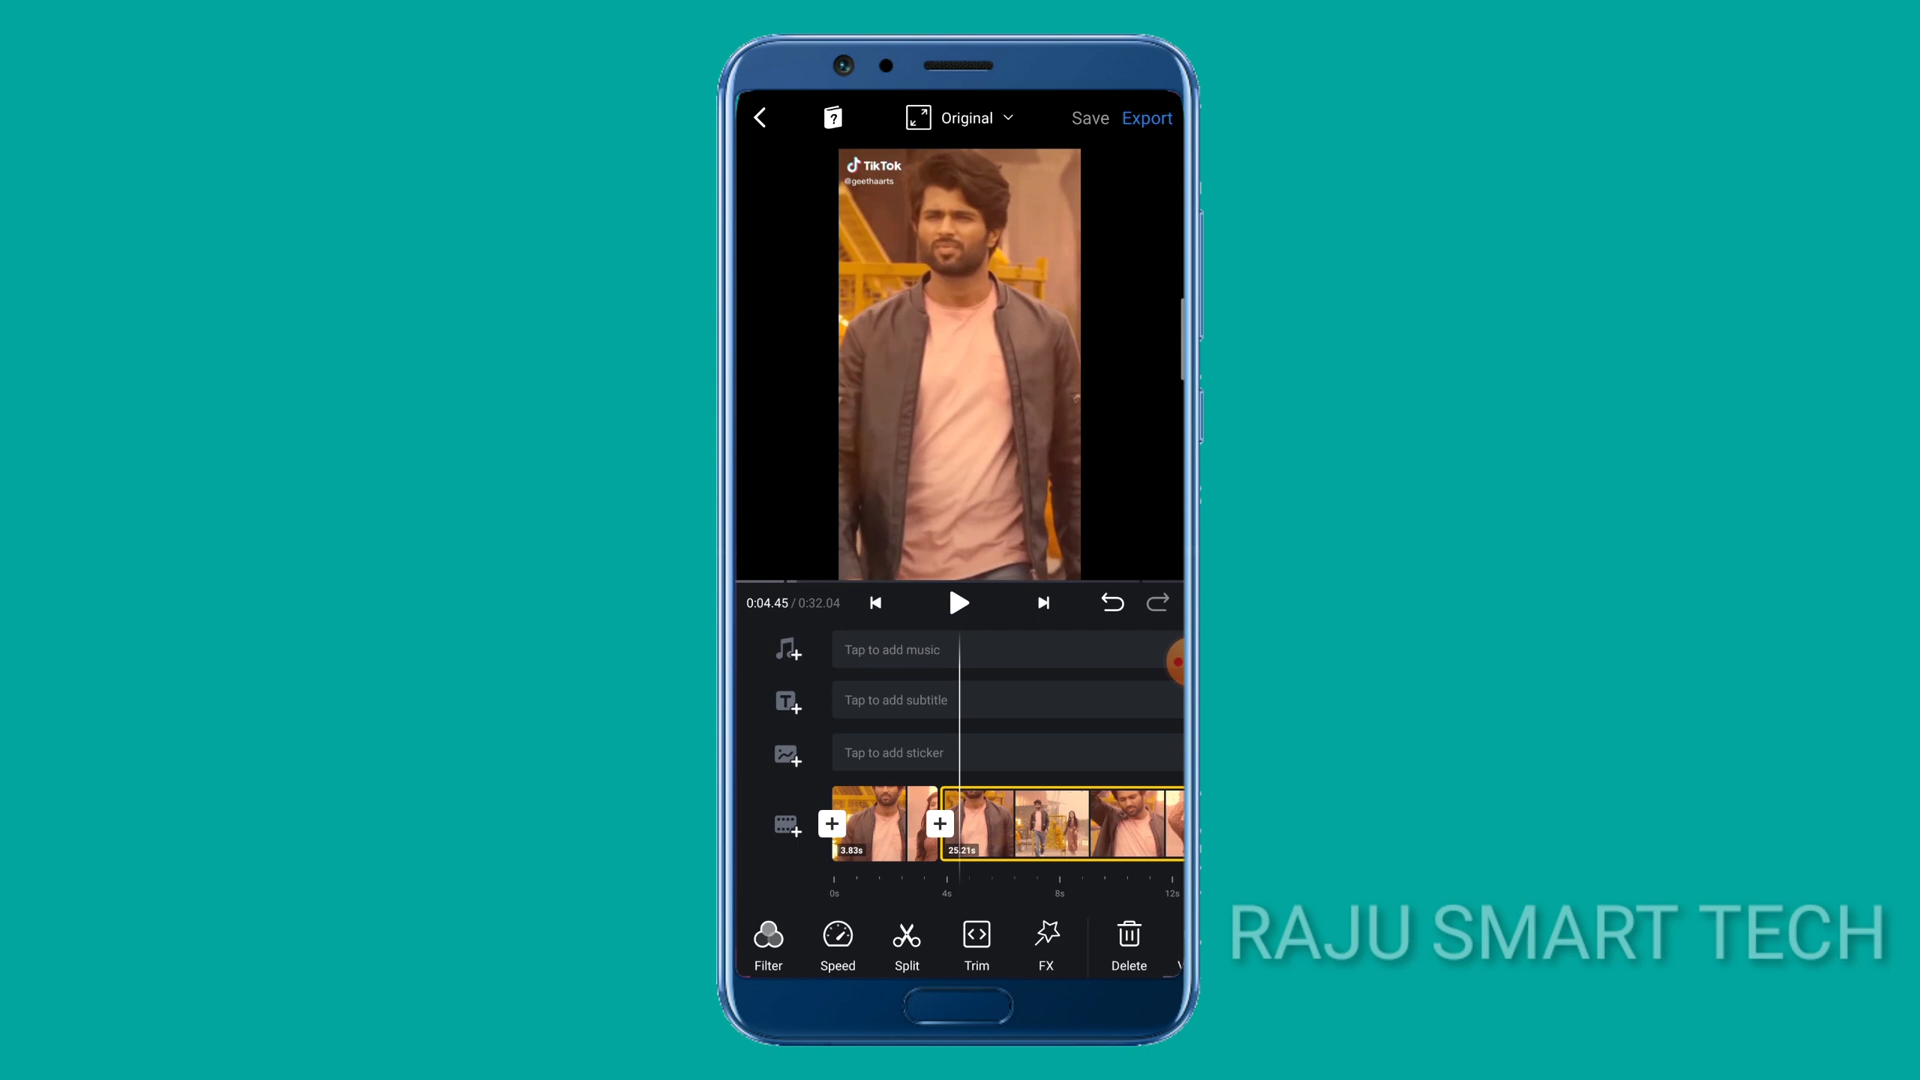 Original
Save
Export
TikTok
@geethaarts
0:04.45 / 0:32.04
Tap to add music
Tap to add subtitle
Tap to add sticker
3.83s
25.21s
0s
4s
8s
12s
Filter
Speed
Split
Trim
FX
Delete
RAJU SMART TECH